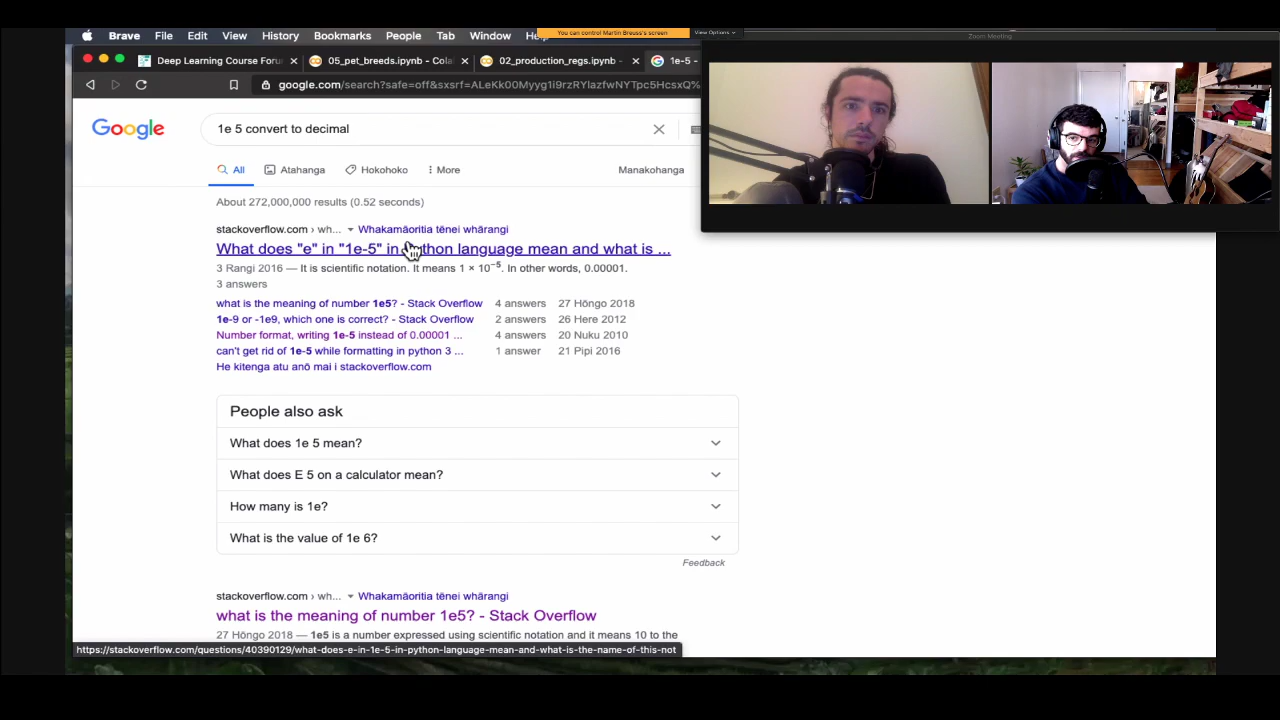 Brave File Edit View History Bookmarks People Tab Window
You can control Martin Breuss's screen
View Options
Zoom Meeting
Deep Learning Course Foru
05_pet_breeds.ipynb - Cola
02_production_regs.ipynb -
1e-5 -
google.com/search?safe=off&sxsrf=ALeKk00Myyg1i9rzRYlazfwNYTpc5HcsxQ%
Google
1e 5 convert to decimal
All Atahanga Hokohoko More Manakohanga
About 272,000,000 results (0.52 seconds)
stackoverflow.com › wh... Whakamāoritia tēnei whārangi
What does "e" in "1e-5" in python language mean and what is ...
3 Rangi 2016 — It is scientific notation. It means 1 × 10⁻⁵. In other words, 0.00001.
3 answers
what is the meaning of number 1e5? - Stack Overflow 4 answers 27 Hōngo 2018
1e-9 or -1e9, which one is correct? - Stack Overflow 2 answers 26 Here 2012
Number format, writing 1e-5 instead of 0.00001 ... 4 answers 20 Nuku 2010
can't get rid of 1e-5 while formatting in python 3 ... 1 answer 21 Pipi 2016
He kitenga atu anō mai i stackoverflow.com
People also ask
What does 1e 5 mean?
What does E 5 on a calculator mean?
How many is 1e?
What is the value of 1e 6?
Feedback
stackoverflow.com › wh... Whakamāoritia tēnei whārangi
what is the meaning of number 1e5? - Stack Overflow
27 Hōngo 2018 — 1e5 is a number expressed using scientific notation and it means 10 to the
https://stackoverflow.com/questions/40390129/what-does-e-in-1e-5-in-python-language-mean-and-what-is-the-name-of-this-not